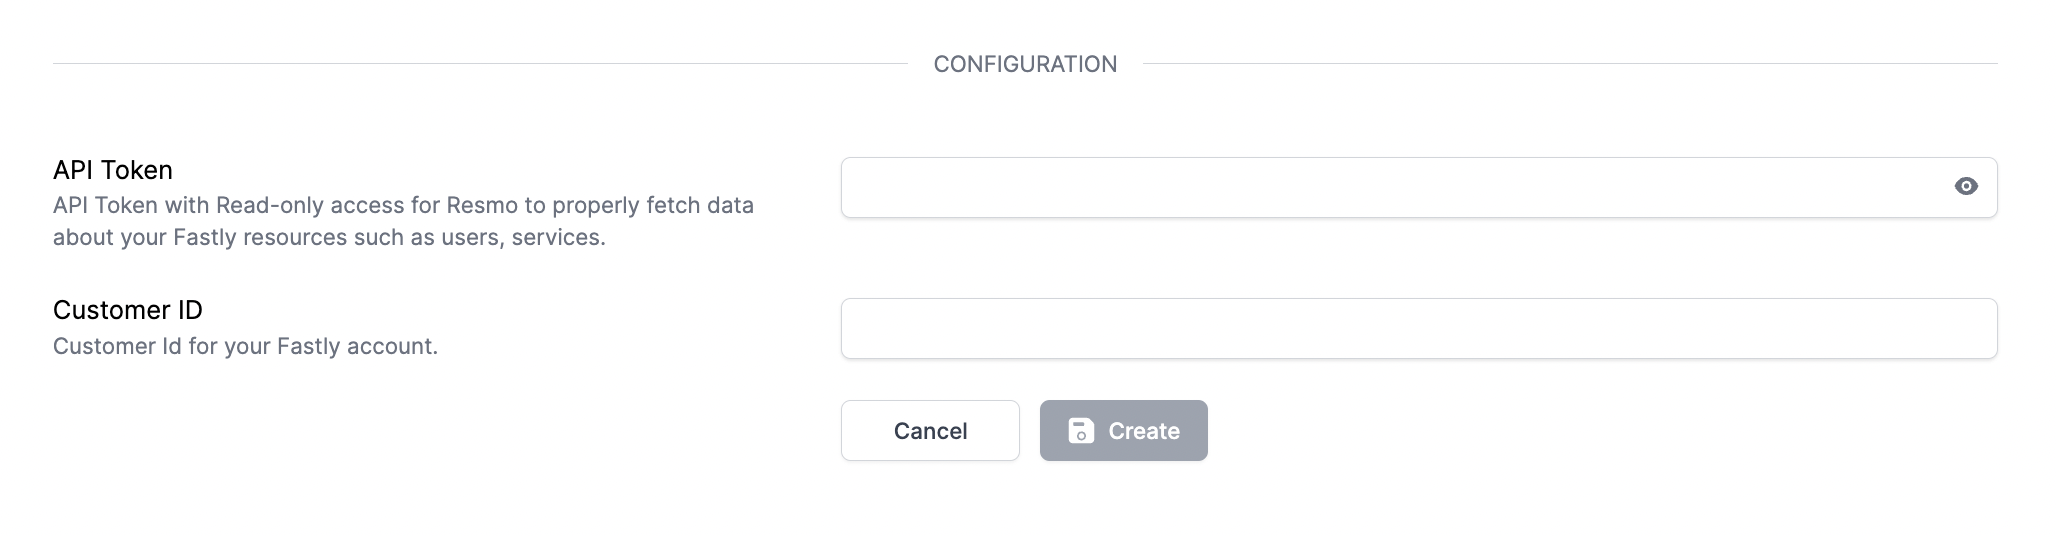 CONFIGURATION
API Token
API Token with Read-only access for Resmo to properly fetch data
about your Fastly resources such as users, services.
Customer ID
Customer Id for your Fastly account.
Cancel
Create